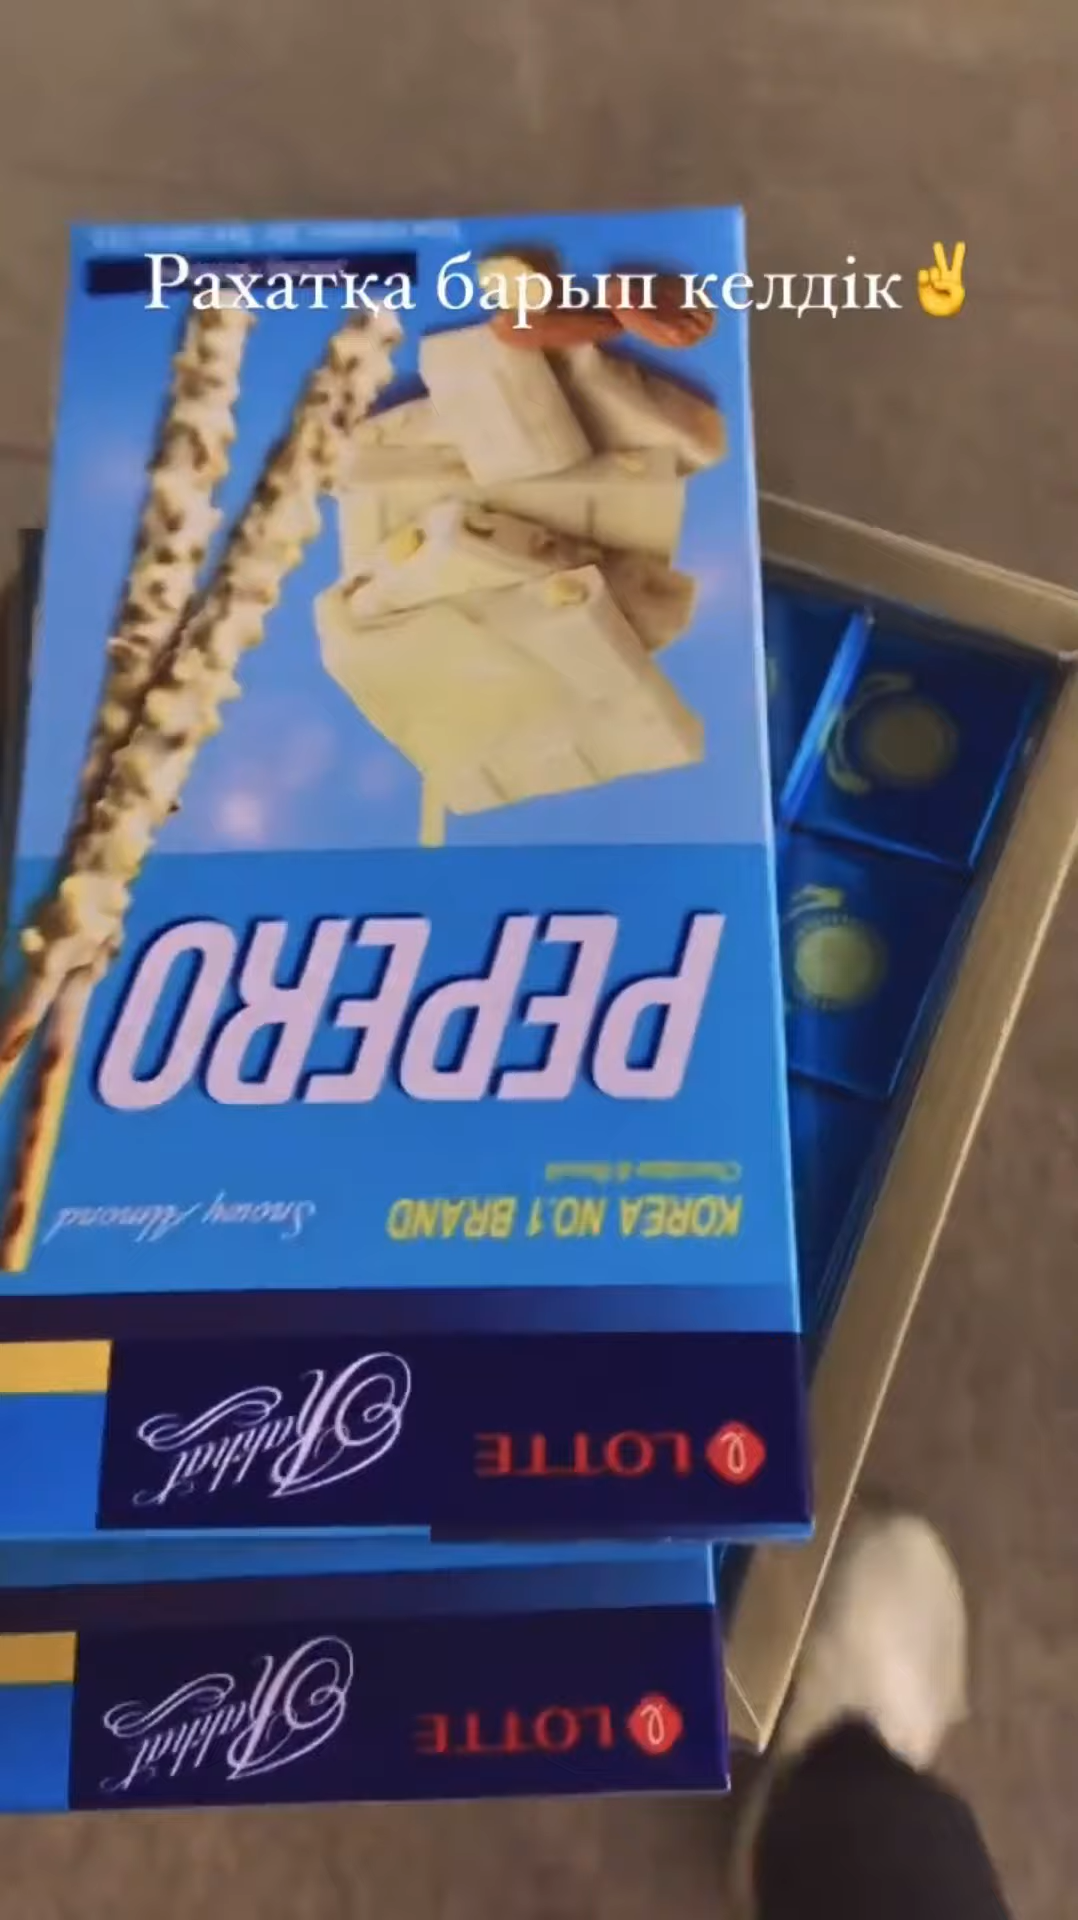 Рахатқа барып келдік✌
PEPERO
KOREA NO.1 BRAND
Snowy Almond
LOTTE
Rakhat
LOTTE
Rakhat